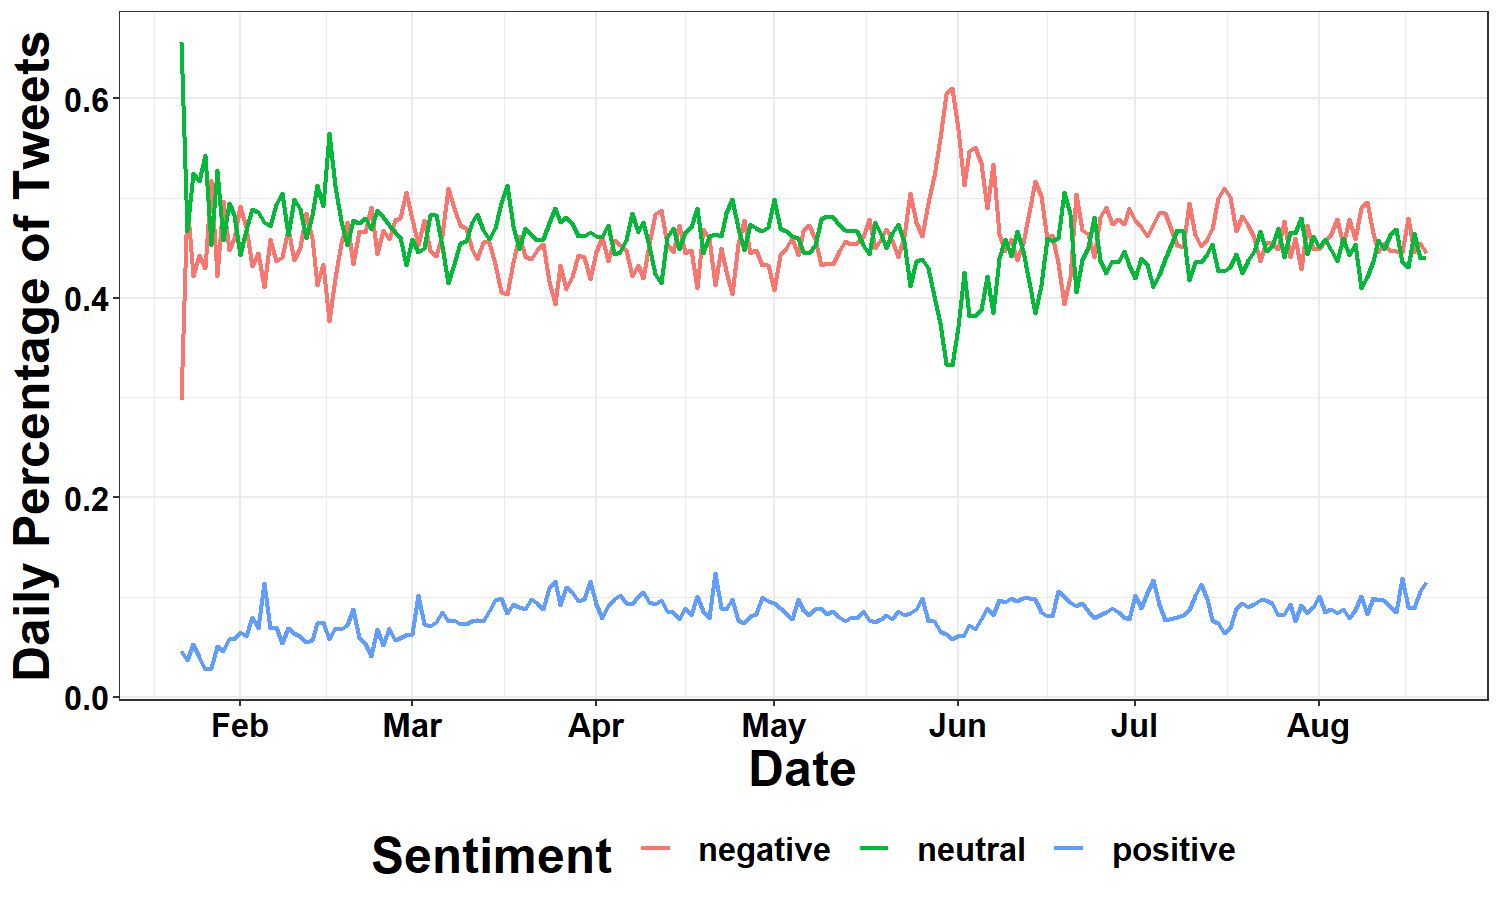 Daily Percentage of Tweets
0.6
0.4
0.2
0.0
Feb Mar Apr May Jun Jul Aug
Date
Sentiment negative neutral positive